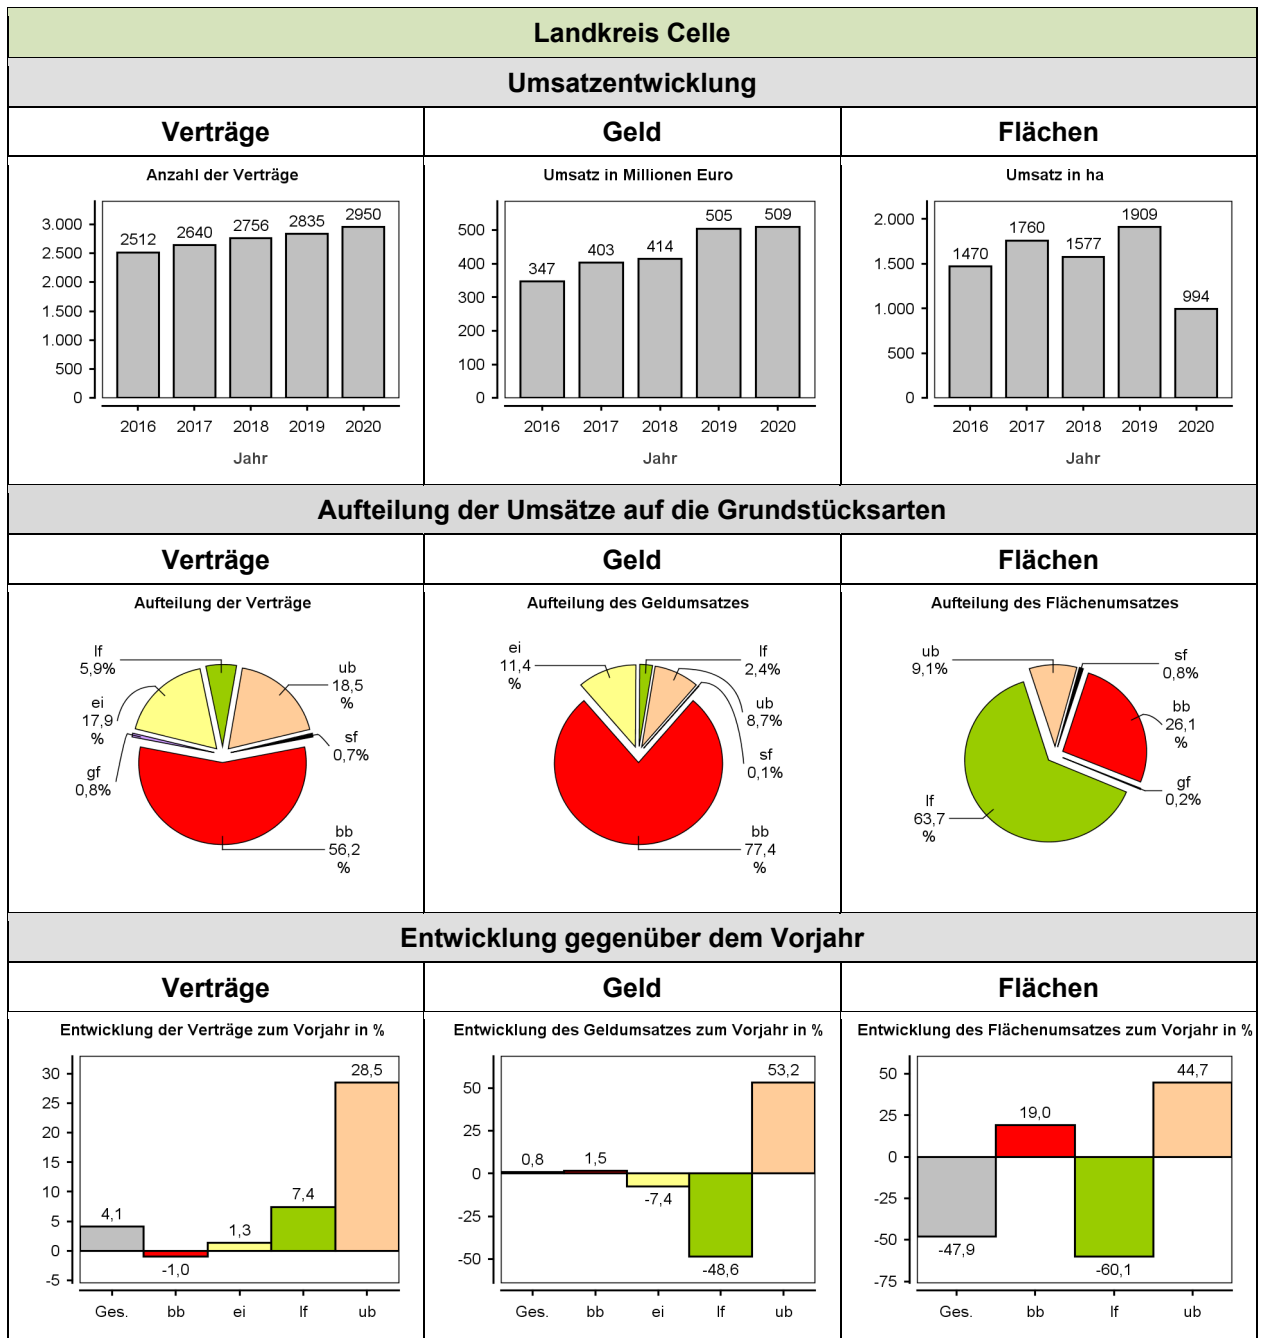 Landkreis Celle
Umsatzentwicklung
Verträge
Geld
Flächen
Anzahl der Verträge
3.000
2.500
2.000
1.500
1.000
500
0
2512
2640
2756
2835
2950
2016 2017 2018 2019 2020
Jahr
Umsatz in Millionen Euro
500
400
300
200
100
0
347
403
414
505
509
2016 2017 2018 2019 2020
Jahr
Umsatz in ha
2.000
1.500
1.000
500
0
1470
1760
1577
1909
994
2016 2017 2018 2019 2020
Jahr
Aufteilung der Umsätze auf die Grundstücksarten
Verträge
Geld
Flächen
Aufteilung der Verträge
lf
5,9%
ub
18,5
%
ei
17,9
%
sf
0,7%
gf
0,8%
bb
56,2
%
Aufteilung des Geldumsatzes
ei
11,4
%
lf
2,4%
ub
8,7%
sf
0,1%
bb
77,4
%
Aufteilung des Flächenumsatzes
ub
9,1%
sf
0,8%
bb
26,1
%
gf
0,2%
lf
63,7
%
Entwicklung gegenüber dem Vorjahr
Verträge
Geld
Flächen
Entwicklung der Verträge zum Vorjahr in %
30
25
20
15
10
5
0
-5
4,1
-1,0
1,3
7,4
28,5
Ges. bb ei lf ub
Entwicklung des Geldumsatzes zum Vorjahr in %
50
25
0
-25
-50
0,8
1,5
-7,4
-48,6
53,2
Ges. bb ei lf ub
Entwicklung des Flächenumsatzes zum Vorjahr in %
50
25
0
-25
-50
-75
-47,9
19,0
-60,1
44,7
Ges. bb lf ub